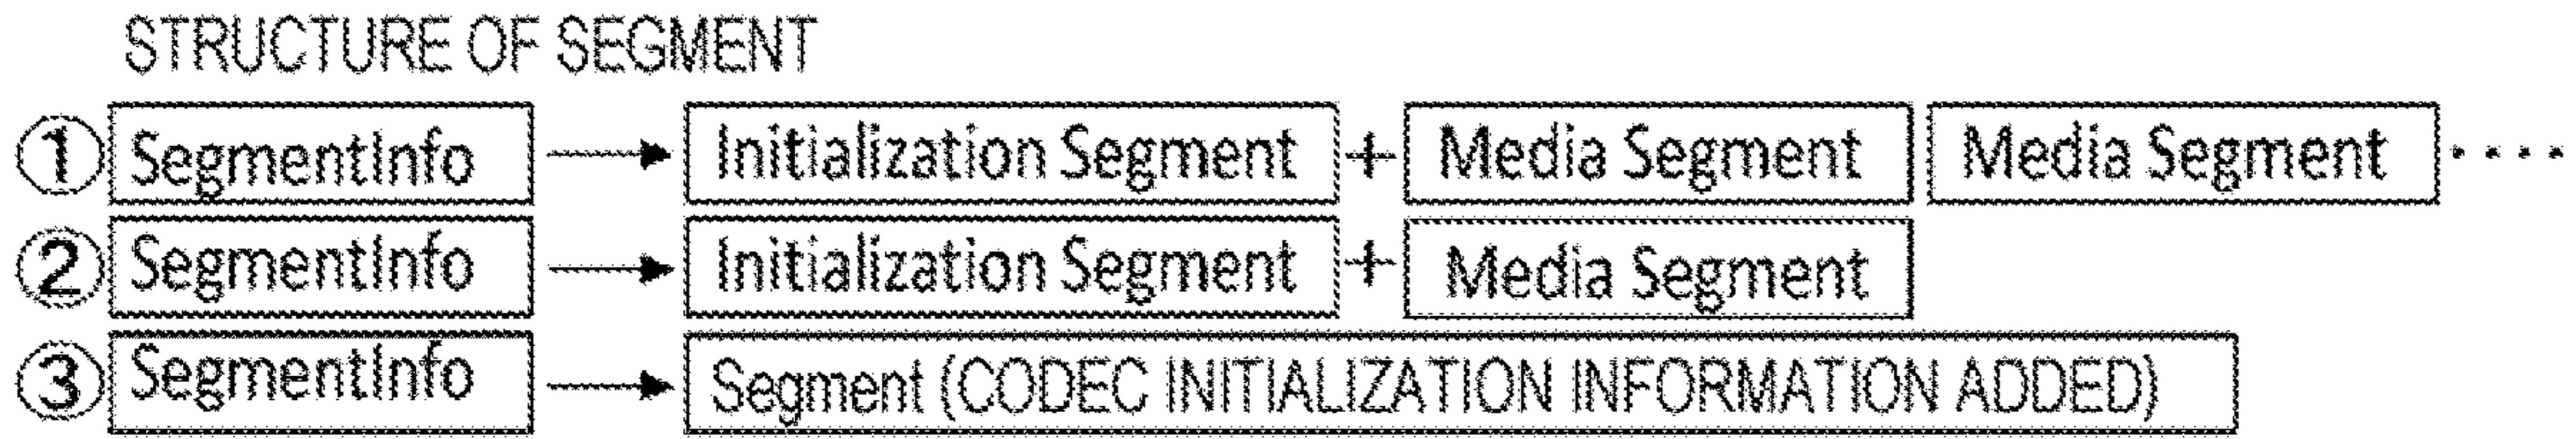 STRUCTURE OF SEGMENT
① SegmentInfo → Initialization Segment + Media Segment Media Segment ····
② SegmentInfo → Initialization Segment + Media Segment
③ SegmentInfo → Segment (CODEC INITIALIZATION INFORMATION ADDED)